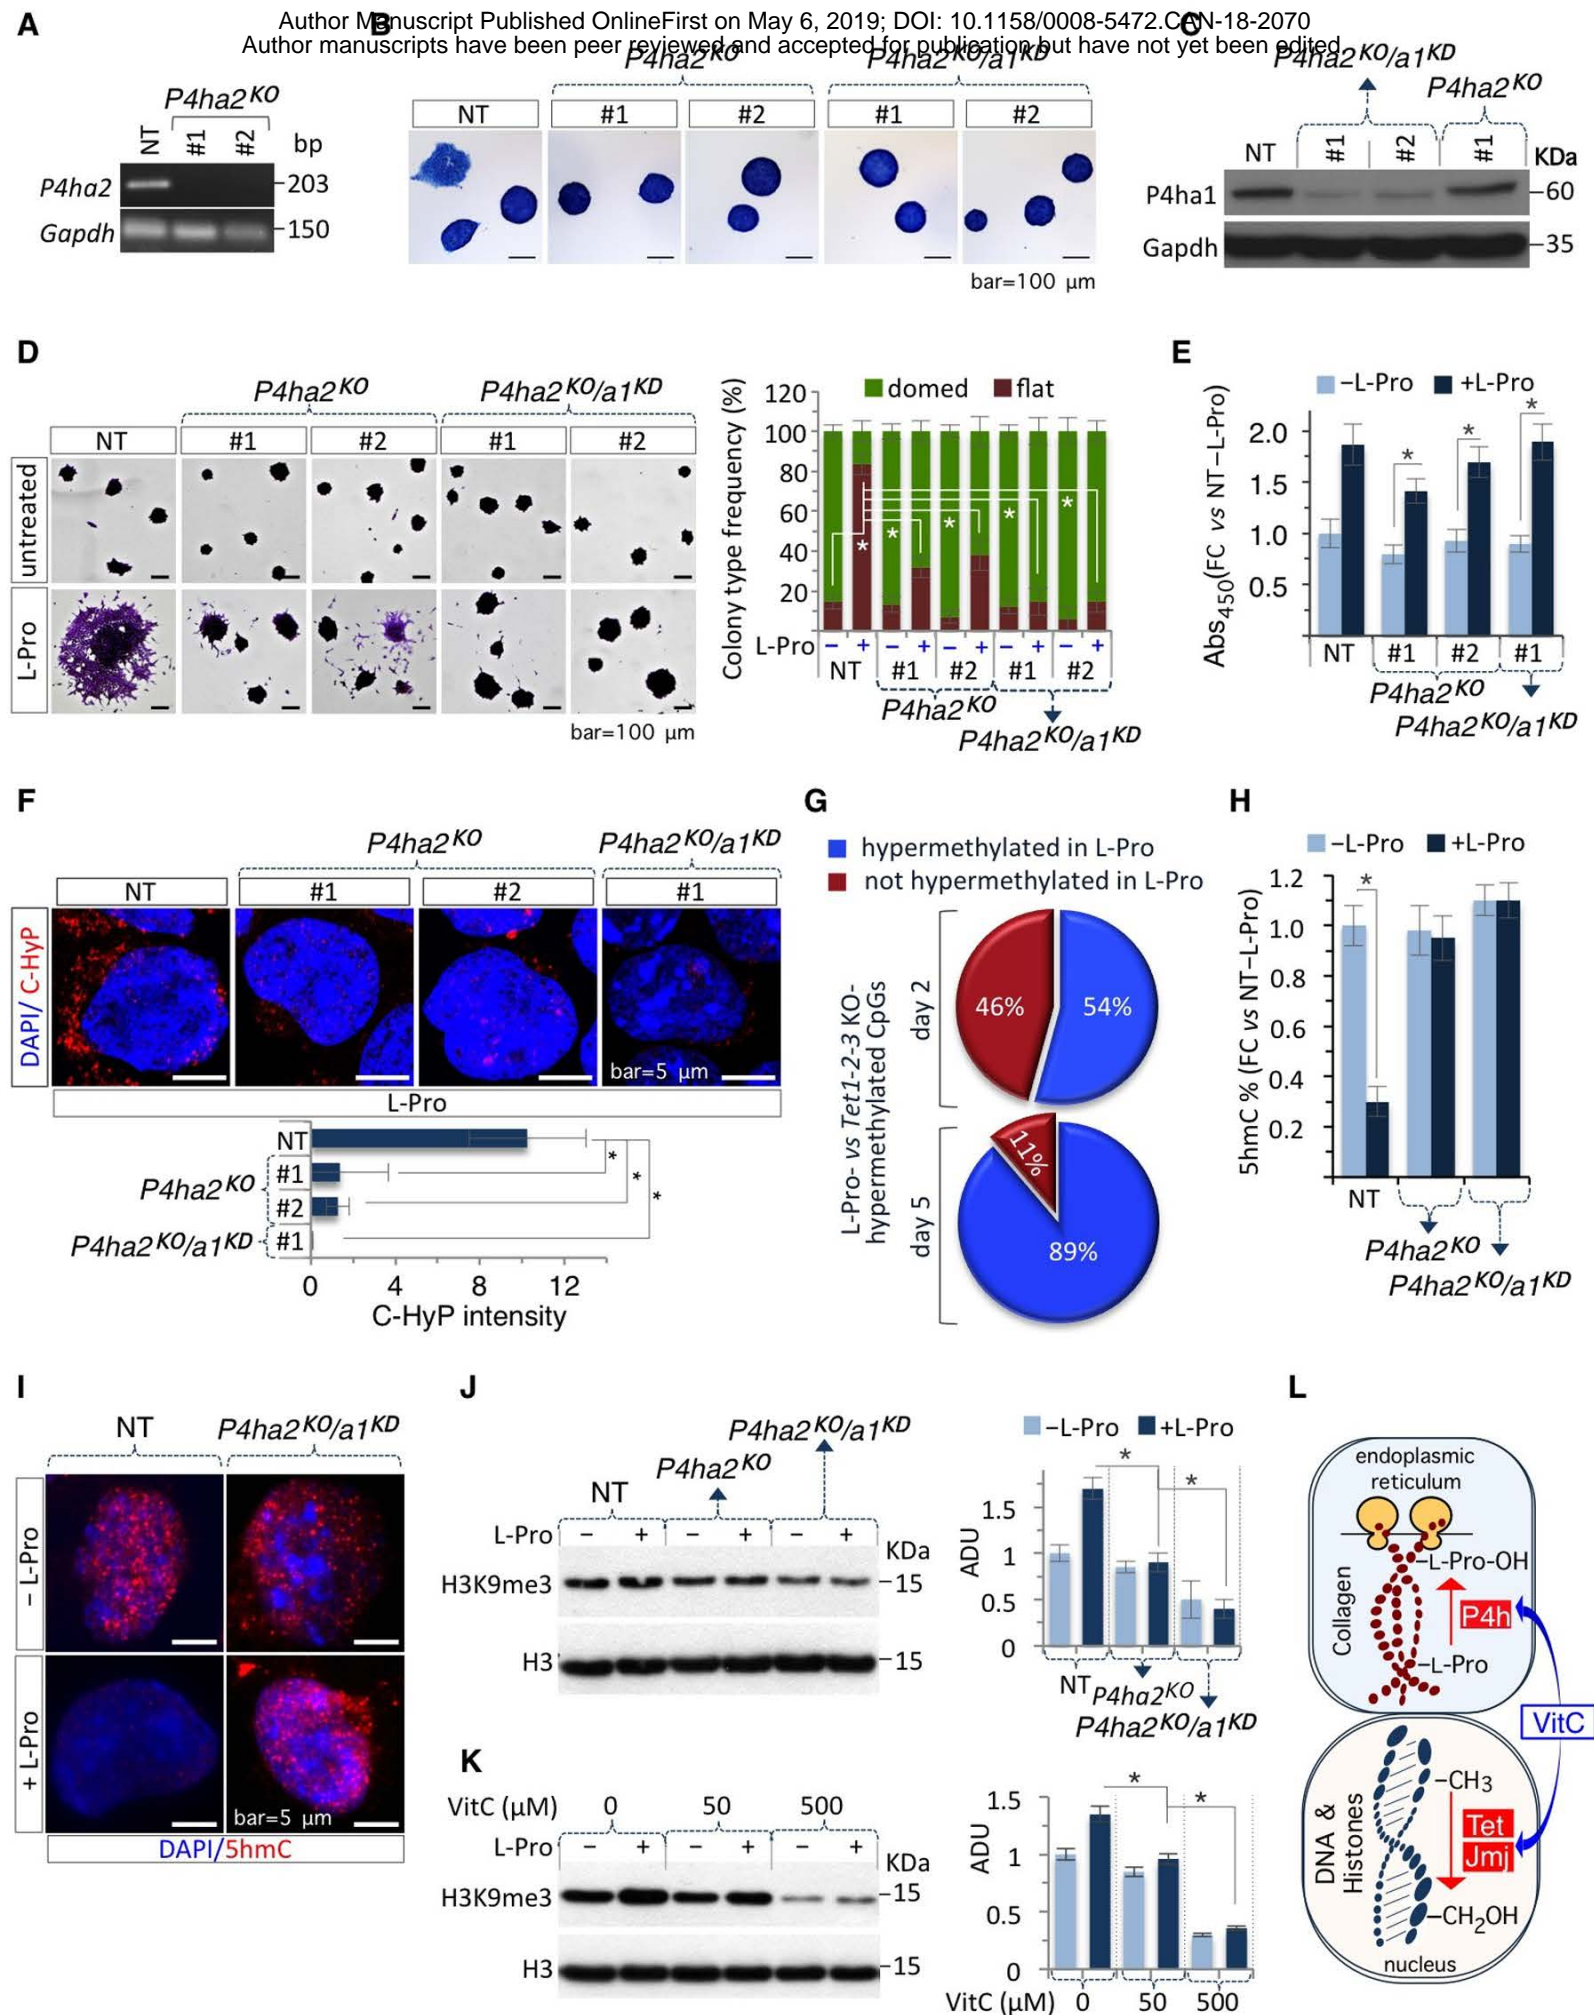 Author Manuscript Published OnlineFirst on May 6, 2019; DOI: 10.1158/0008-5472.CAN-18-2070
Author manuscripts have been peer reviewed and accepted for publication but have not yet been edited.
A
P4ha2KO
NT #1 #2 bp
P4ha2 203
Gapdh 150
B
P4ha2KO P4ha2KO/a1KD
NT #1 #2 #1 #2
bar=100 µm
C
P4ha2KO/a1KD
P4ha2KO
NT #1 #2 #1 KDa
P4ha1 60
Gapdh 35
D
P4ha2KO P4ha2KO/a1KD
NT #1 #2 #1 #2
untreated
L-Pro
bar=100 µm
domed flat
Colony type frequency (%)
120
100
80
60
40
20
* * * * *
L-Pro − + − + − + − + − +
NT #1 #2 #1 #2
P4ha2KO
P4ha2KO/a1KD
E
−L-Pro +L-Pro
Abs450(FC vs NT−L-Pro)
2.0
1.5
1.0
0.5
* * *
NT #1 #2 #1
P4ha2KO
P4ha2KO/a1KD
F
P4ha2KO P4ha2KO/a1KD
NT #1 #2 #1
DAPI/ C-HyP
bar=5 µm
L-Pro
NT
P4ha2KO #1
#2
P4ha2KO/a1KD #1
* * *
0 4 8 12
C-HyP intensity
G
hypermethylated in L-Pro
not hypermethylated in L-Pro
L-Pro- vs Tet1-2-3 KO-
hypermethylated CpGs
day 2
46% 54%
day 5
11%
89%
H
−L-Pro +L-Pro
5hmC % (FC vs NT−L-Pro)
1.2
1.0
0.8
0.6
0.4
0.2
*
NT
P4ha2KO
P4ha2KO/a1KD
I
NT P4ha2KO/a1KD
− L-Pro
+ L-Pro
bar=5 µm
DAPI/5hmC
J
P4ha2KO/a1KD
P4ha2KO
NT
L-Pro − + − + − +
KDa
H3K9me3 15
H3 15
−L-Pro +L-Pro
ADU
1.5
1
0.5
0
* *
NT P4ha2KO
P4ha2KO/a1KD
K
VitC (µM) 0 50 500
L-Pro − + − + − +
KDa
H3K9me3 15
H3 15
ADU
1.5
1
0.5
0
* *
VitC (µM) 0 50 500
L
endoplasmic
reticulum
Collagen
L-Pro-OH
P4h
L-Pro
VitC
DNA &
Histones
CH3
Tet
Jmj
CH2OH
nucleus